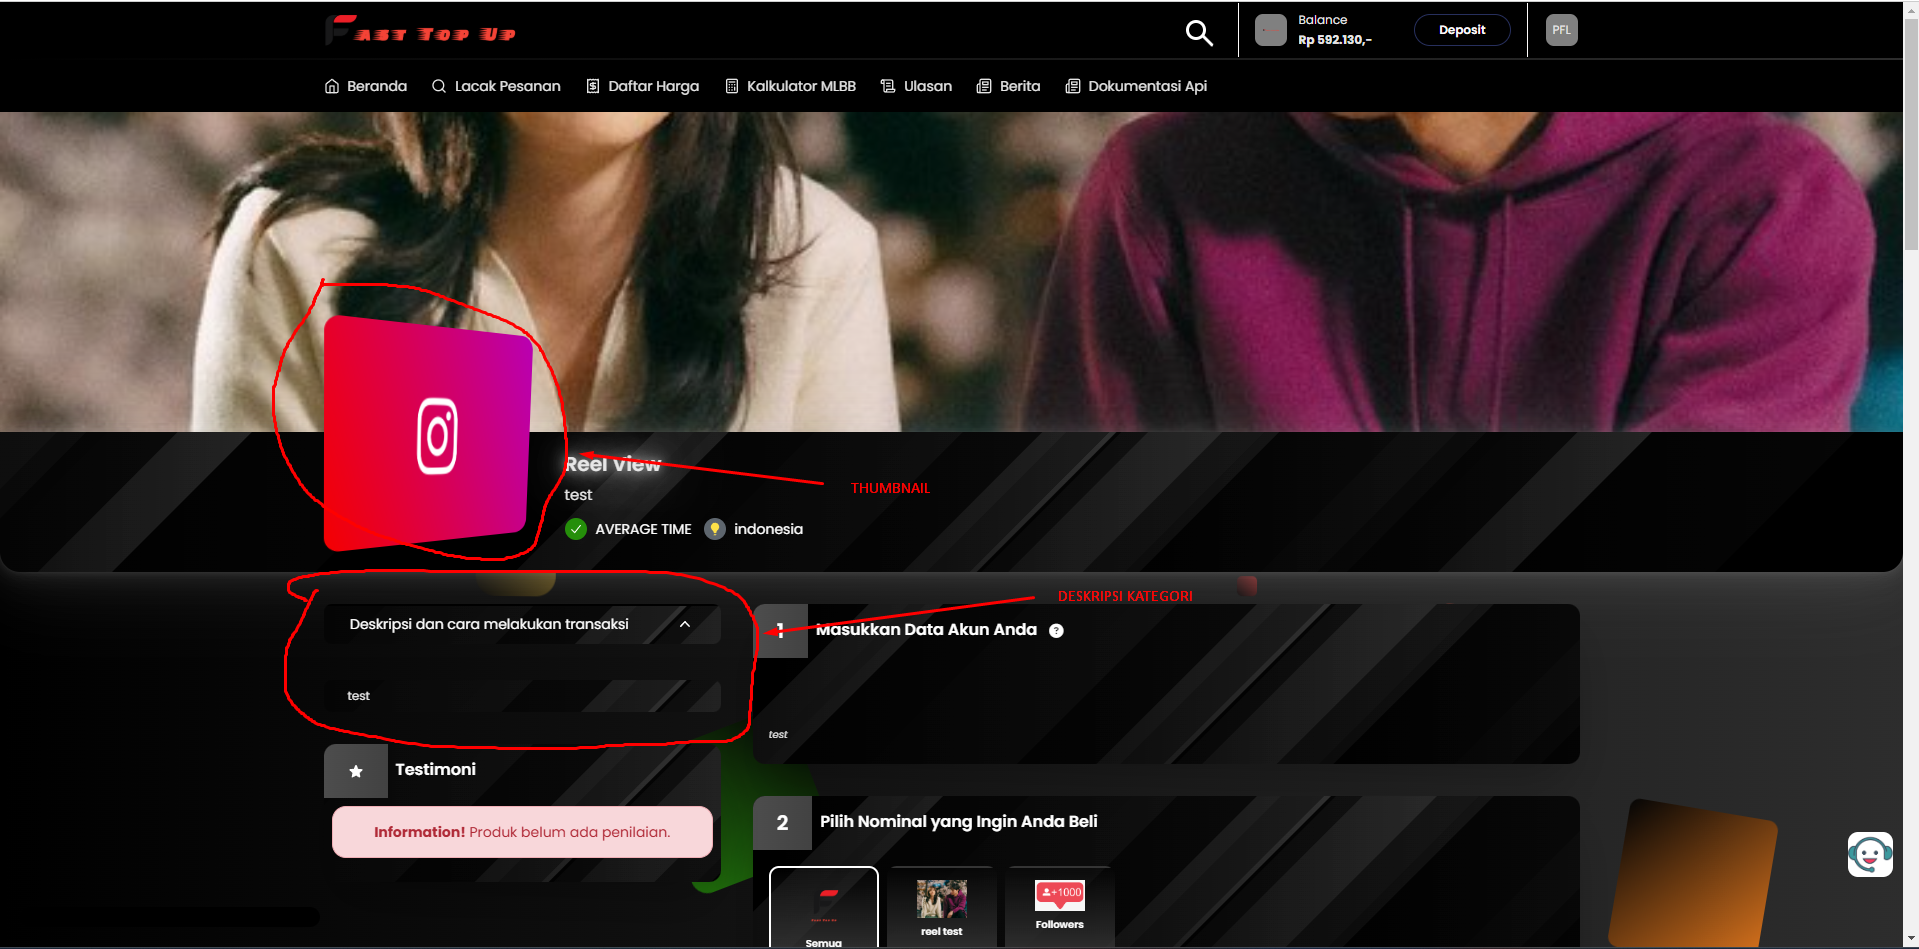 Fast Top Up
Balance
Rp 592.130,-
Deposit
PFL
Beranda
Lacak Pesanan
Daftar Harga
Kalkulator MLBB
Ulasan
Berita
Dokumentasi Api
Reel View
THUMBNAIL
test
AVERAGE TIME
indonesia
DESKRIPSI KATEGORI
Deskripsi dan cara melakukan transaksi
test
Testimoni
Information! Produk belum ada penilaian.
1
Masukkan Data Akun Anda
?
test
2
Pilih Nominal yang Ingin Anda Beli
Semua
reel test
+1000
Followers